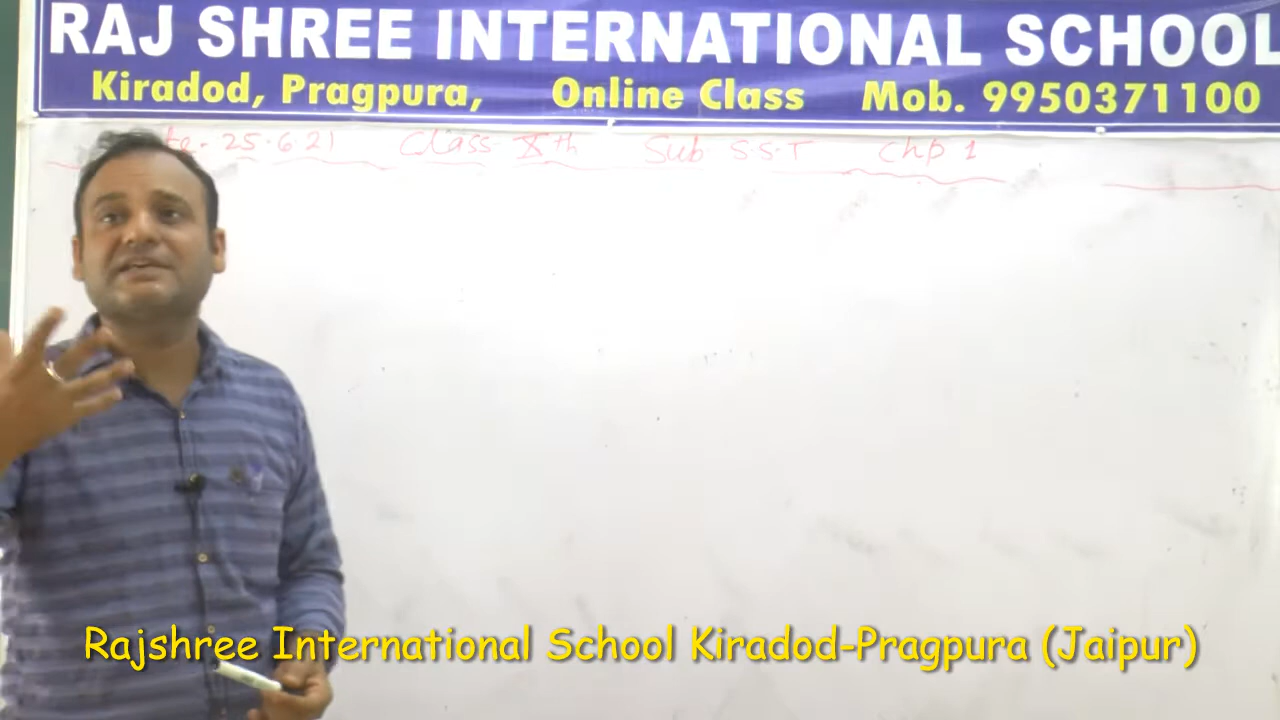 RAJ SHREE INTERNATIONAL SCHOOL
Kiradod, Pragpura, Online Class Mob. 9950371100
te. 25.6.21 Class Xth Sub S.S.T Chp 1
Rajshree International School Kiradod-Pragpura (Jaipur)